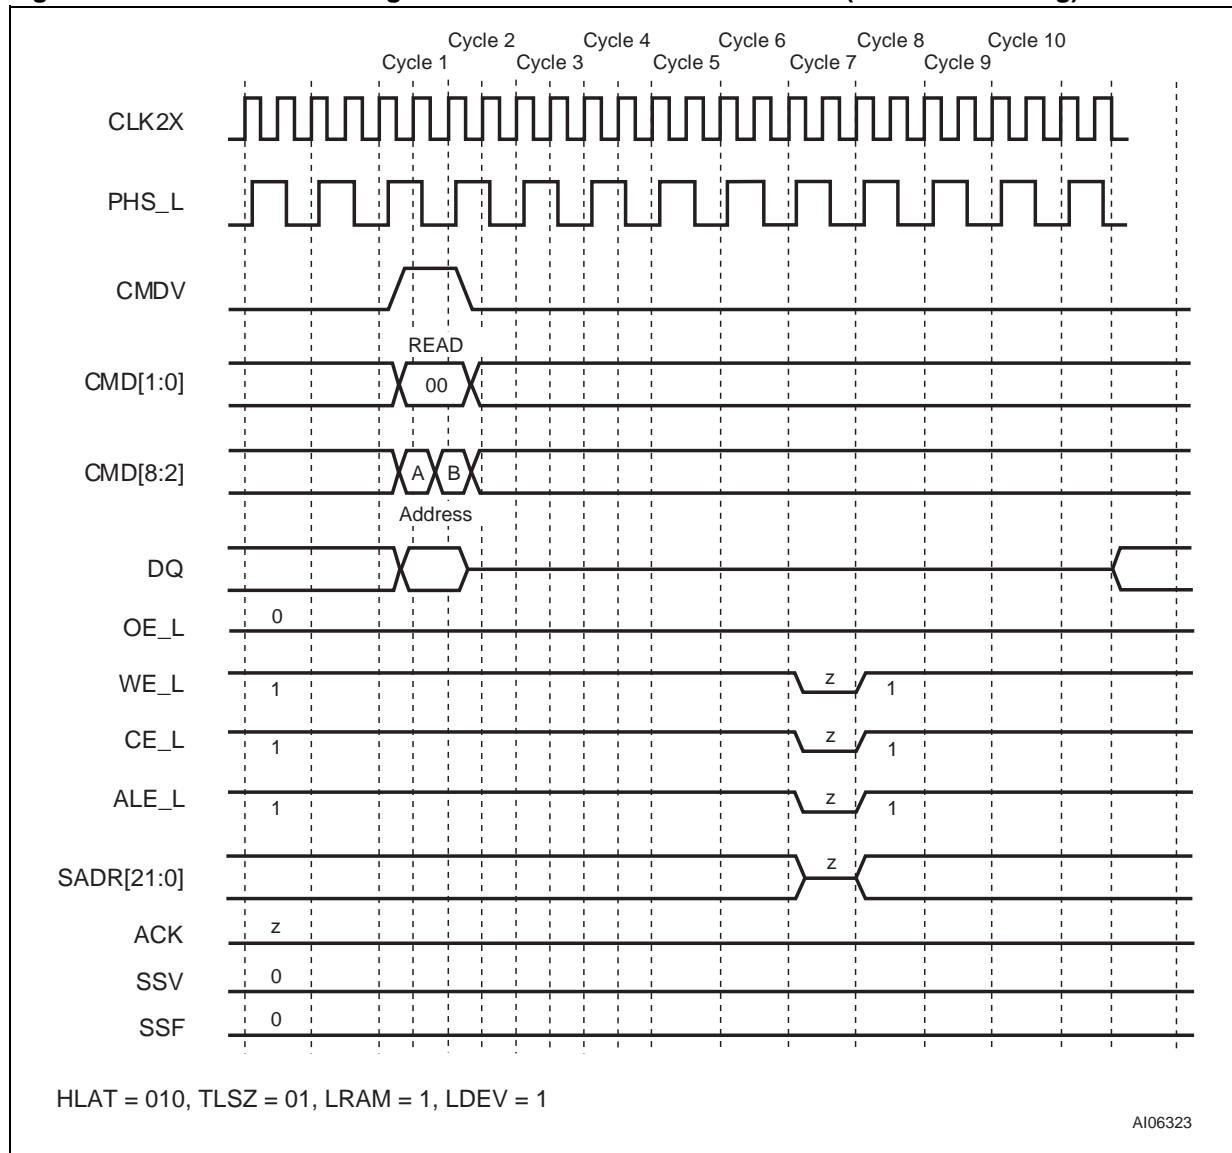 Cycle 2 Cycle 4 Cycle 6 Cycle 8 Cycle 10
Cycle 1 Cycle 3 Cycle 5 Cycle 7 Cycle 9
CLK2X
PHS_L
CMDV
READ
CMD[1:0] 00
CMD[8:2] A B
Address
DQ
OE_L 0
WE_L 1 z 1
CE_L 1 z 1
ALE_L 1 z 1
SADR[21:0] z
ACK z
SSV 0
SSF 0
HLAT = 010, TLSZ = 01, LRAM = 1, LDEV = 1
AI06323